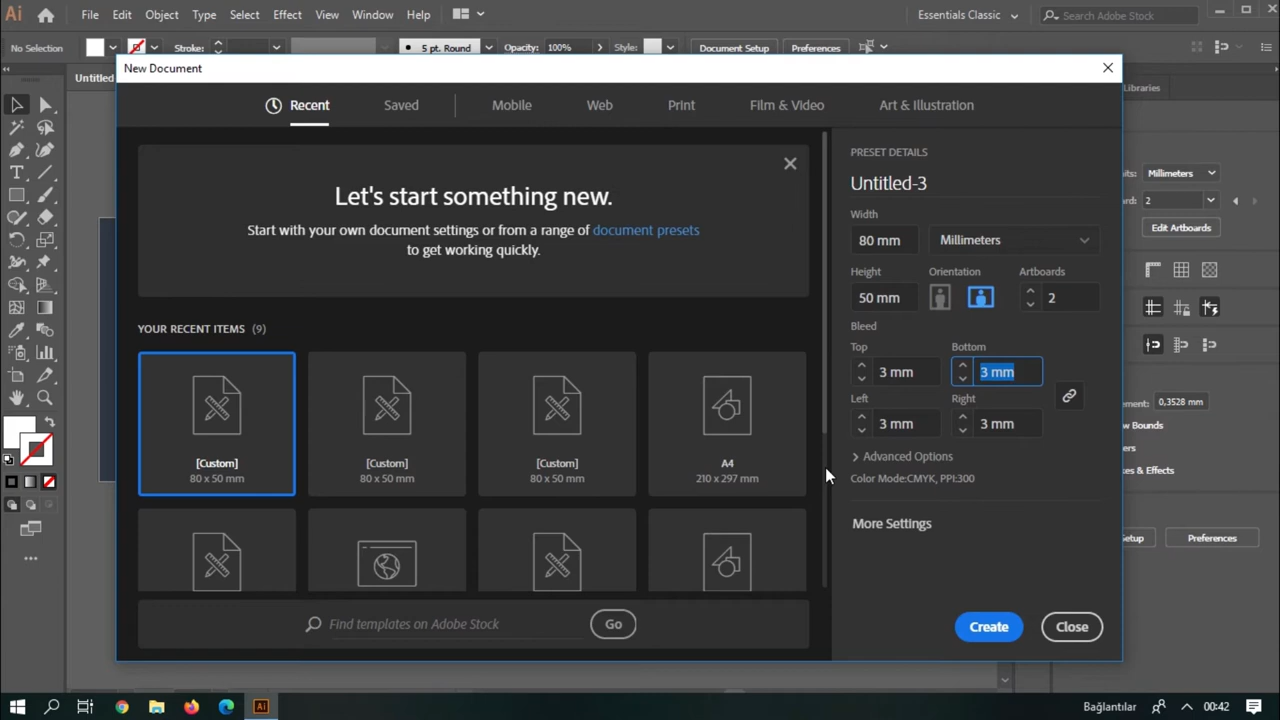 Ai
File Edit Object Type Select Effect View Window Help
Essentials Classic
Search Adobe Stock
No Selection
Stroke:
5 pt. Round
Opacity: 100%
Style:
Document Setup
Preferences
Untitled
New Document
Libraries
Recent Saved Mobile Web Print Film & Video Art & Illustration
Let's start something new.
Start with your own document settings or from a range of document presets
to get working quickly.
YOUR RECENT ITEMS (9)
[Custom] [Custom] [Custom] A4
80 x 50 mm 80 x 50 mm 80 x 50 mm 210 x 297 mm
Find templates on Adobe Stock
Go
PRESET DETAILS
Untitled-3
Width
80 mm Millimeters
Height Orientation Artboards
50 mm 2
Bleed
Top Bottom
3 mm 3 mm
Left Right
3 mm 3 mm
Advanced Options
Color Mode:CMYK, PPI:300
More Settings
Create Close
Millimeters
2
Edit Artboards
0,3528 mm
Preferences
T
Ai
Bağlantılar
00:42